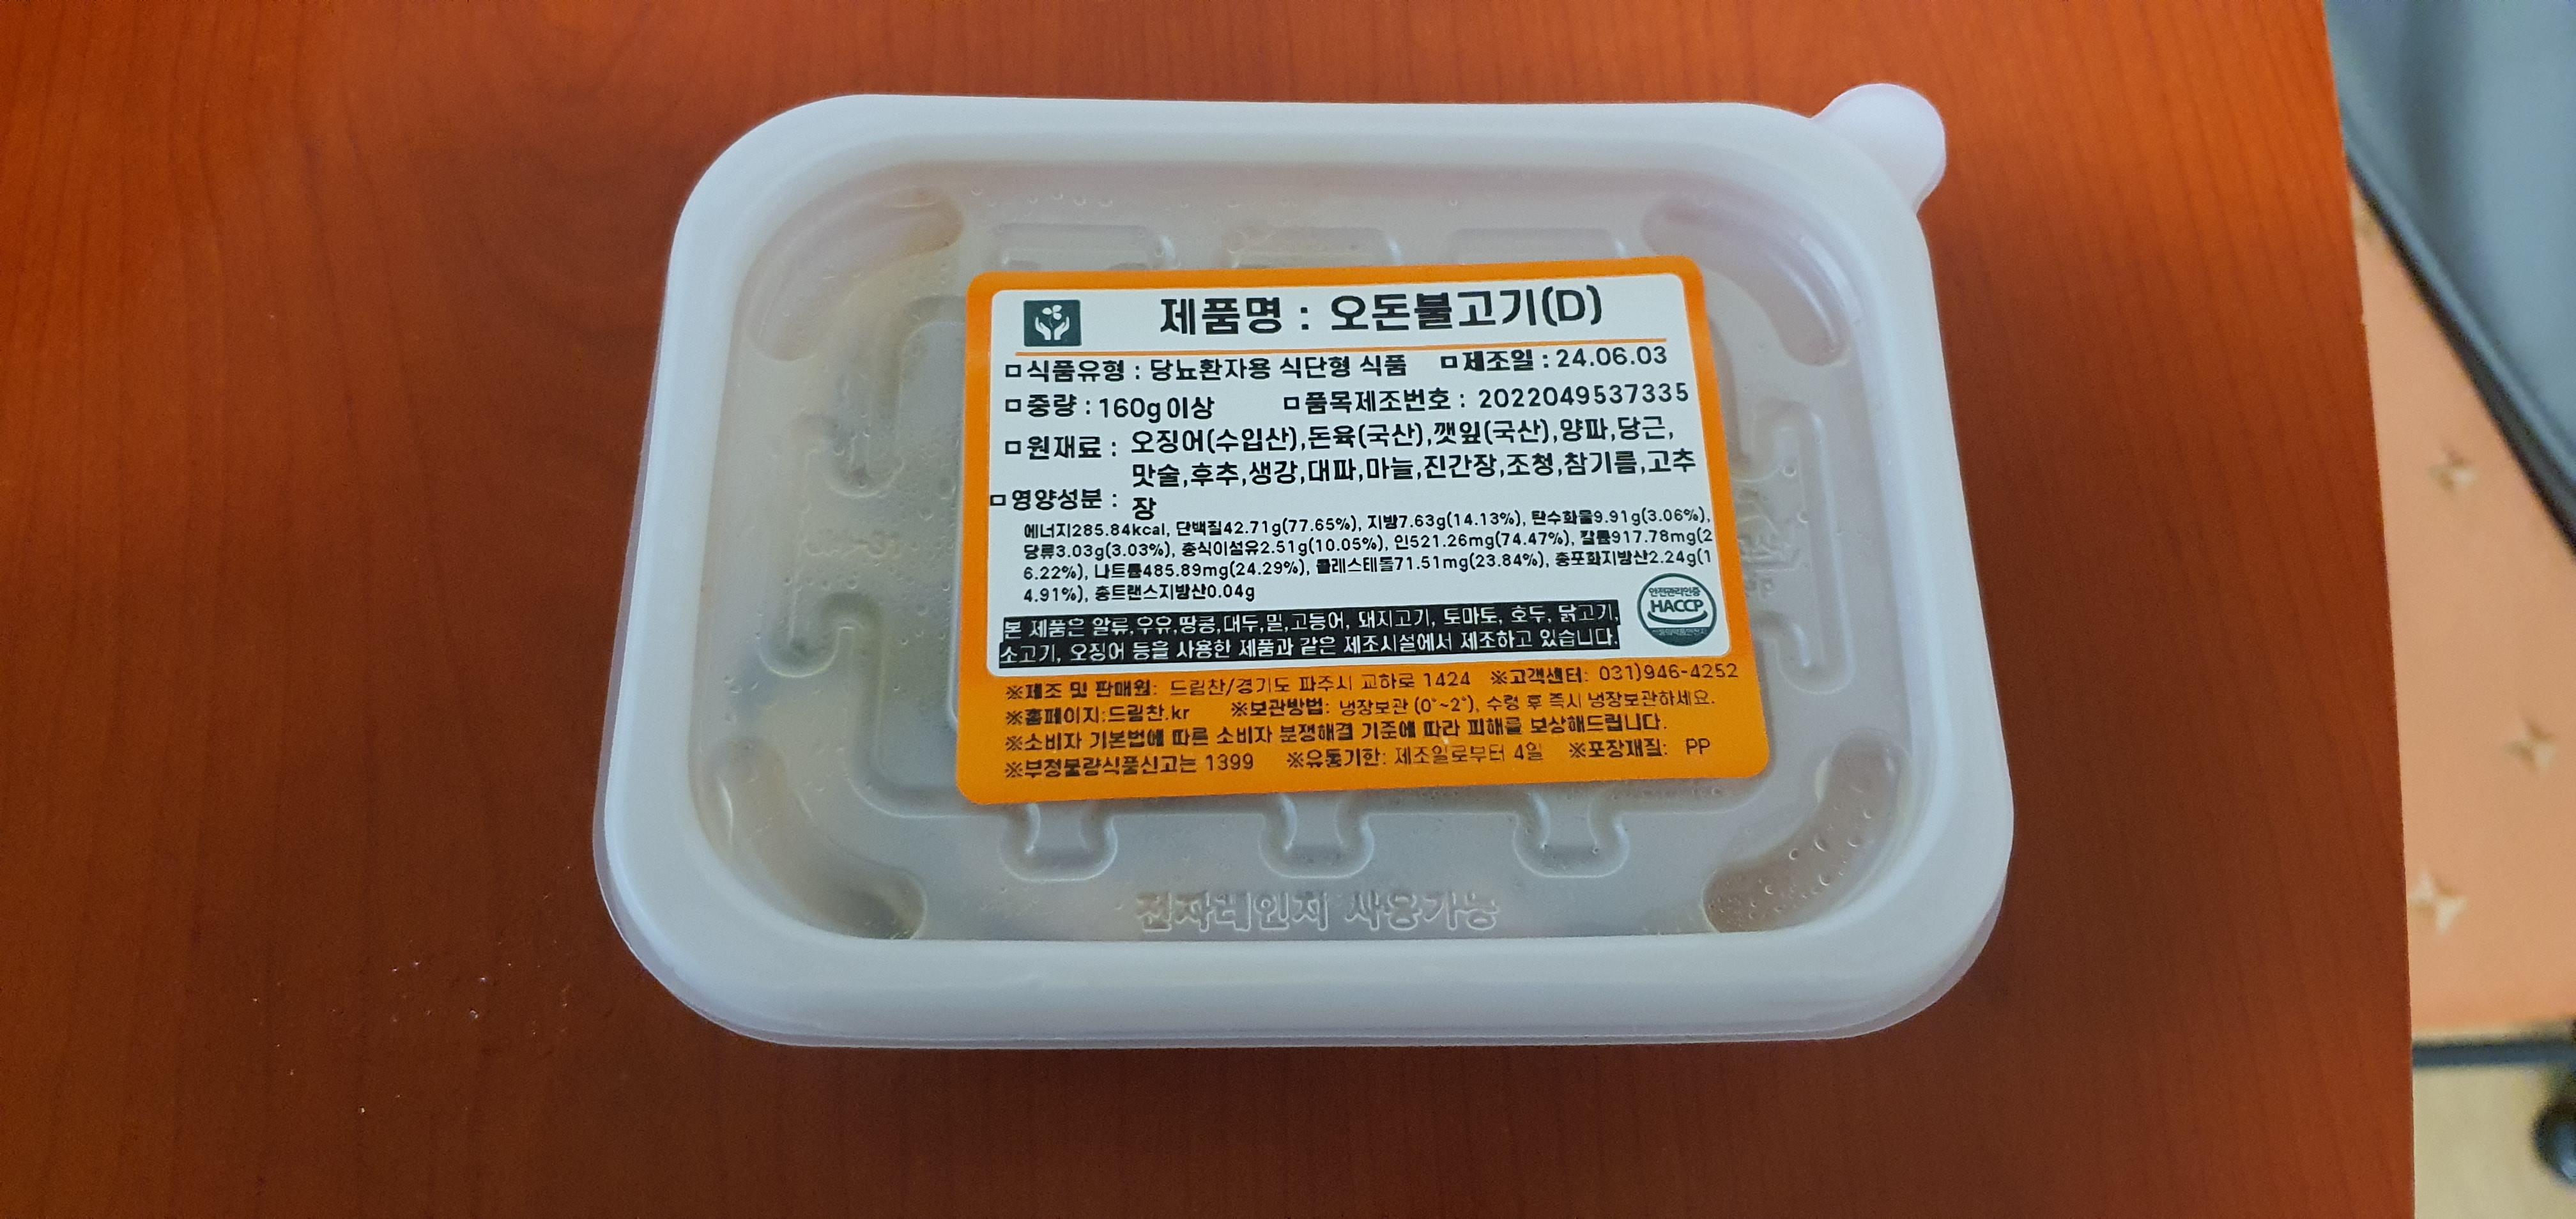 제품명 : 오돈불고기(D)
ㅁ식품유형 : 당뇨환자용 식단형 식품 ㅁ제조일 : 24.06.03
ㅁ중량 : 160g이상 ㅁ품목제조번호 : 2022049537335
ㅁ원재료 : 오징어(수입산),돈육(국산),깻잎(국산),양파,당근,
맛술,후추,생강,대파,마늘,진간장,조청,참기름,고추
장
ㅁ영양성분 :
에너지285.84kcal, 단백질42.71g(77.65%), 지방7.63g(14.13%), 탄수화물9.91g(3.06%),
당류3.03g(3.03%), 총식이섬유2.51g(10.05%), 인521.26mg(74.47%), 칼륨917.78mg(2
6.22%), 나트륨485.89mg(24.29%), 콜레스테롤71.51mg(23.84%), 총포화지방산2.24g(1
4.91%), 총트랜스지방산0.04g
안전관리인증
HACCP
본 제품은 알류,우유,땅콩,대두,밀,고등어, 돼지고기, 토마토, 호두, 닭고기,
소고기, 오징어 등을 사용한 제품과 같은 제조시설에서 제조하고 있습니다.
※제조 및 판매원: 드림찬/경기도 파주시 교하로 1424 ※고객센터: 031)946-4252
※홈페이지:드림찬.kr ※보관방법: 냉장보관 (0˚~2˚), 수령 후 즉시 냉장보관하세요.
※소비자 기본법에 따른 소비자 분쟁해결 기준에 따라 피해를 보상해드립니다.
※부정불량식품신고는 1399 ※유통기한: 제조일로부터 4일 ※포장재질: PP
전자레인지 사용가능